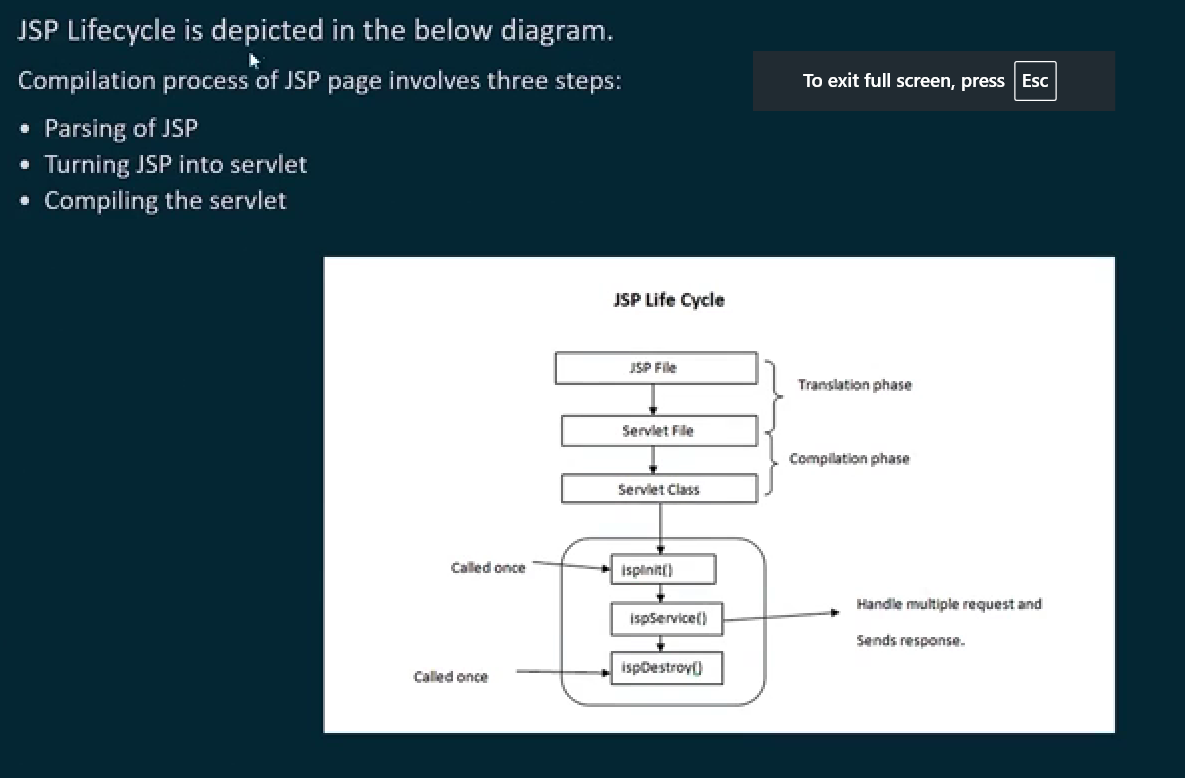 JSP Lifecycle is depicted in the below diagram.
Compilation process of JSP page involves three steps:
To exit full screen, press Esc
• Parsing of JSP
• Turning JSP into servlet
• Compiling the servlet
JSP Life Cycle
JSP File
Translation phase
Servlet File
Compilation phase
Servlet Class
Called once
jspInit()
Handle multiple request and
jspService()
Sends response.
jspDestroy()
Called once